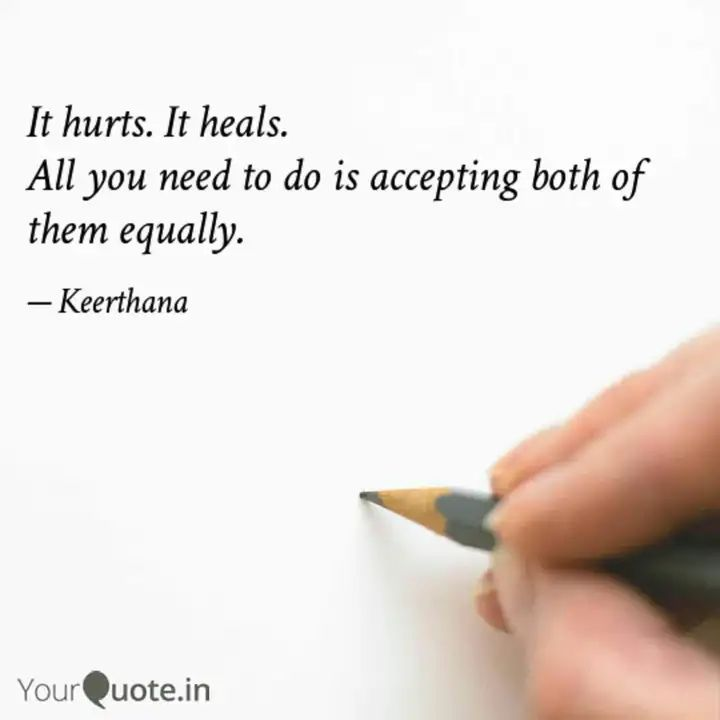 It hurts. It heals.
All you need to do is accepting both of
them equally.
— Keerthana
YourQuote.in